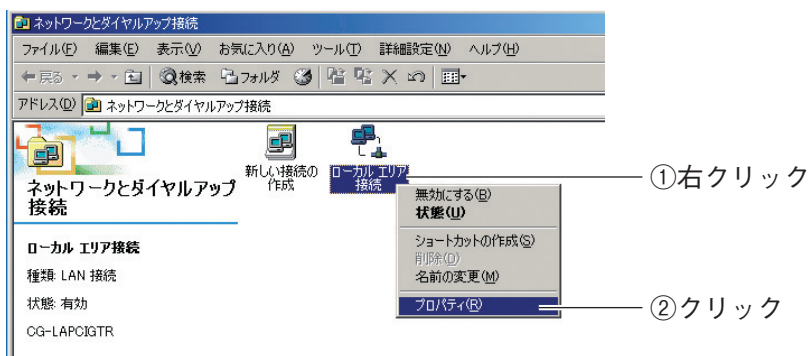 ネットワークとダイヤルアップ接続
ファイル(F) 編集(E) 表示(V) お気に入り(A) ツール(T) 詳細設定(N) ヘルプ(H)
戻る 検索 フォルダ
アドレス(D) ネットワークとダイヤルアップ接続
新しい接続の
作成
ローカル エリア
接続
①右クリック
ネットワークとダイヤルアップ
接続
無効にする(B)
状態(U)
ショートカットの作成(S)
削除(D)
名前の変更(M)
プロパティ(R)
②クリック
ローカル エリア接続
種類: LAN 接続
状態: 有効
CG-LAPCIGTR